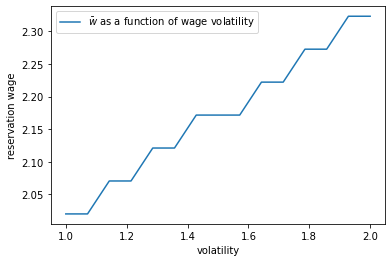 w̄ as a function of wage volatility
2.30
2.25
2.20
2.15
2.10
2.05
reservation wage
1.0 1.2 1.4 1.6 1.8 2.0
volatility